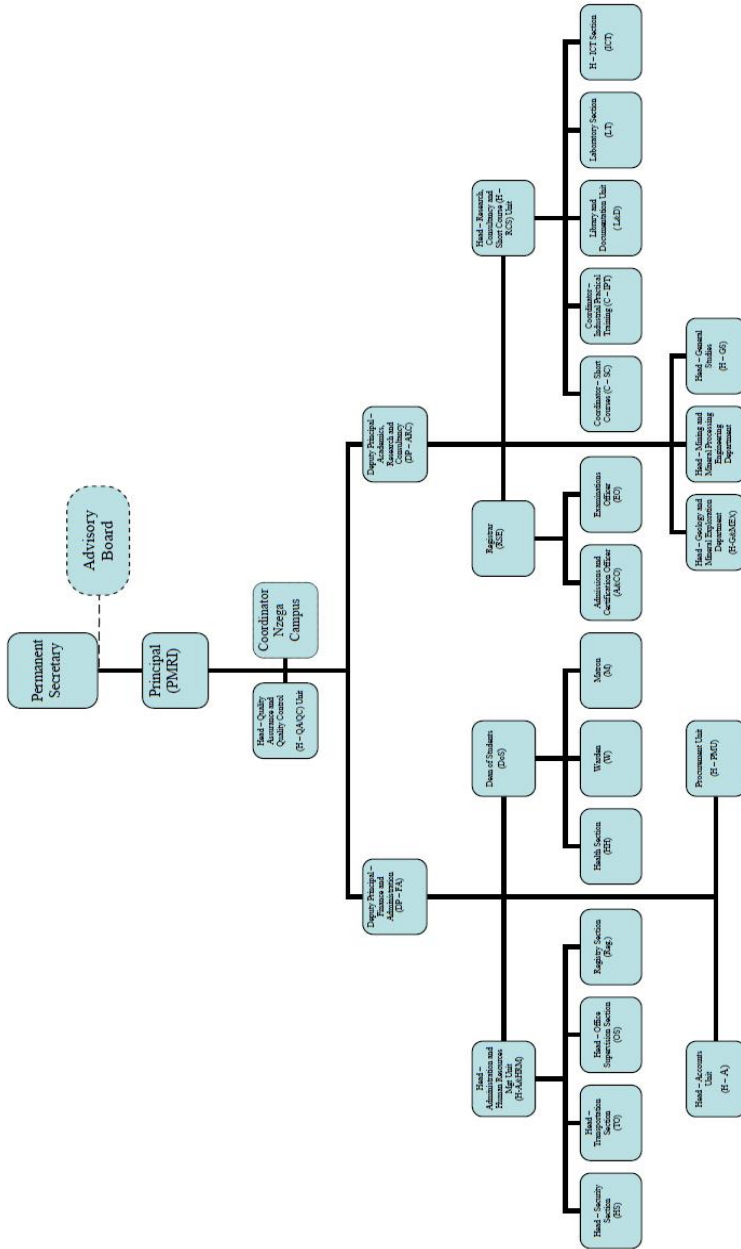 Permanent
Secretary
Advisory
Board
Principal
(PMRI)
Head – Quality
Assurance and
Quality Control
(H – QA/QC) Unit
Coordinator
Nzega
Campus
Deputy Principal –
Finance and
Administration
(DP – FA)
Deputy Principal –
Academics,
Research and
Consultancy
(DP – ARC)
Head –
Administration and
Human Resources
Mgt Unit
(H-A&HRM)
Dean of Students
(DoS)
Registrar
(RSE)
Head – Research,
Consultancy and
Short Course (H –
RCS) Unit
Head – Security
Section
(HS)
Head –
Transportation
Section
(TO)
Head – Office
Supervision Section
(OS)
Registry Section
(Reg.)
Health Section
(HH)
Warden
(W)
Matron
(M)
Admissions and
Certification Officer
(A&CO)
Examinations
Officer
(EO)
Coordinator – Short
Courses (C – SC)
Coordinator –
Industrial Practical
Training (C – IPT)
Library and
Documentation Unit
(L&D)
Laboratory Section
(LT)
H – ICT Section
(ICT)
Head – Accounts
Unit
(H – A)
Procurement Unit
(H – PMU)
Head – Geology and
Mineral Exploration
Department
(H-G&MEX)
Head – Mining and
Mineral Processing
Engineering
Department
Head – General
Studies
(H – GS)